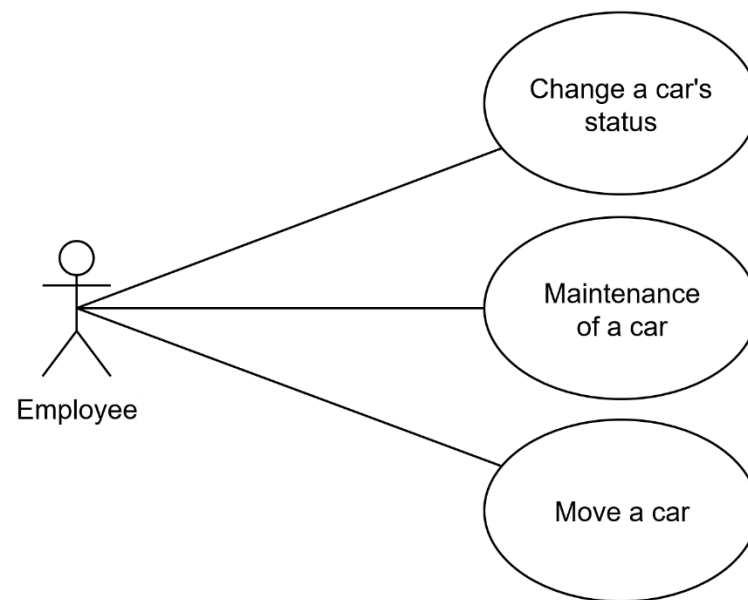 Change a car's
status
Maintenance
of a car
Employee
Move a car